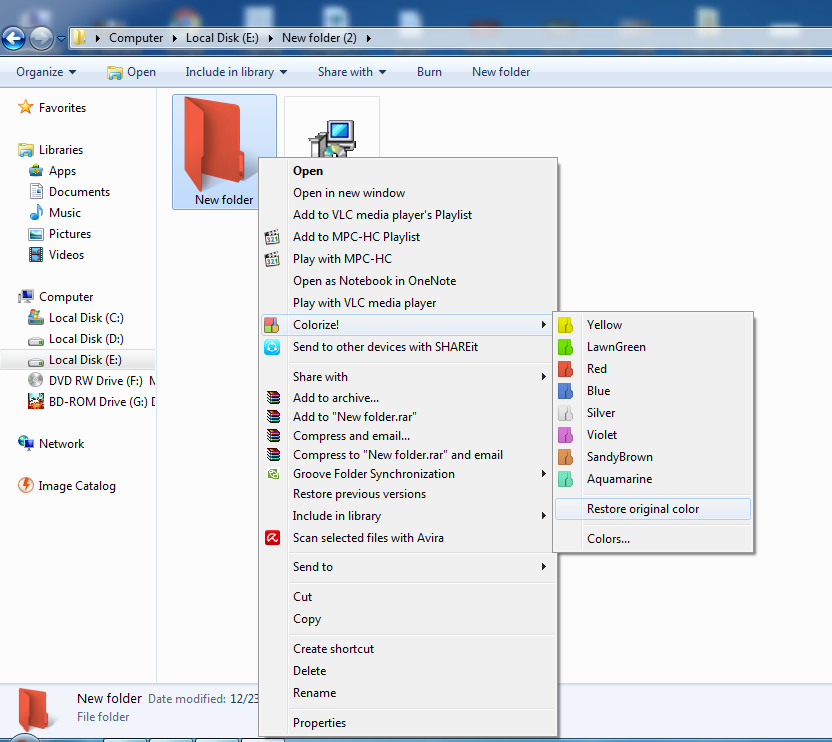 Computer Local Disk (E:) New folder (2)
Organize Open Include in library Share with Burn New folder
Favorites
Libraries
Apps
Documents
Music
Pictures
Videos
Computer
Local Disk (C:)
Local Disk (D:)
Local Disk (E:)
DVD RW Drive (F:) M
BD-ROM Drive (G:) D
Network
Image Catalog
New folder
Open
Open in new window
Add to VLC media player's Playlist
321 Add to MPC-HC Playlist
321 Play with MPC-HC
Open as Notebook in OneNote
Play with VLC media player
Colorize!
Send to other devices with SHAREit
Share with
Add to archive...
Add to "New folder.rar"
Compress and email...
Compress to "New folder.rar" and email
Groove Folder Synchronization
Restore previous versions
Include in library
Scan selected files with Avira
Send to
Cut
Copy
Create shortcut
Delete
Rename
Properties
Yellow
LawnGreen
Red
Blue
Silver
Violet
SandyBrown
Aquamarine
Restore original color
Colors...
New folder Date modified: 12/23
File folder